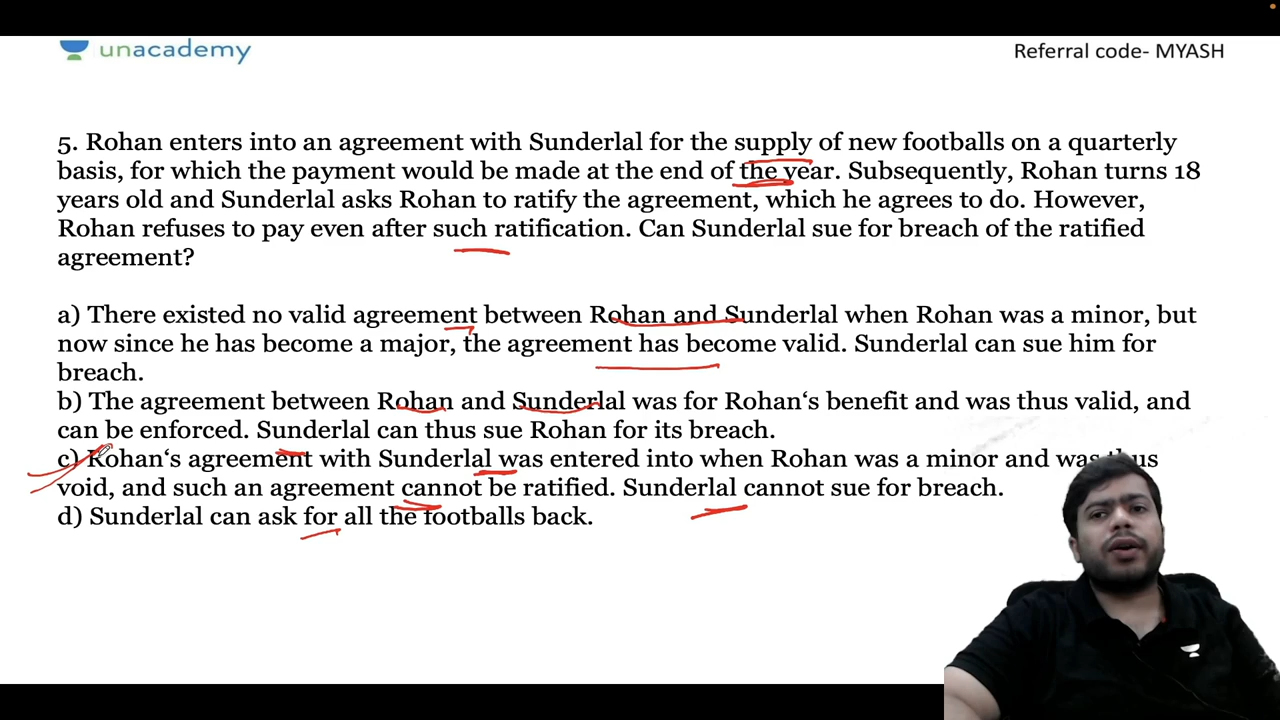 unacademy
Referral code- MYASH
5. Rohan enters into an agreement with Sunderlal for the supply of new footballs on a quarterly
basis, for which the payment would be made at the end of the year. Subsequently, Rohan turns 18
years old and Sunderlal asks Rohan to ratify the agreement, which he agrees to do. However,
Rohan refuses to pay even after such ratification. Can Sunderlal sue for breach of the ratified
agreement?
a) There existed no valid agreement between Rohan and Sunderlal when Rohan was a minor, but
now since he has become a major, the agreement has become valid. Sunderlal can sue him for
breach.
b) The agreement between Rohan and Sunderlal was for Rohan‘s benefit and was thus valid, and
can be enforced. Sunderlal can thus sue Rohan for its breach.
c) Rohan‘s agreement with Sunderlal was entered into when Rohan was a minor and was thus
void, and such an agreement cannot be ratified. Sunderlal cannot sue for breach.
d) Sunderlal can ask for all the footballs back.